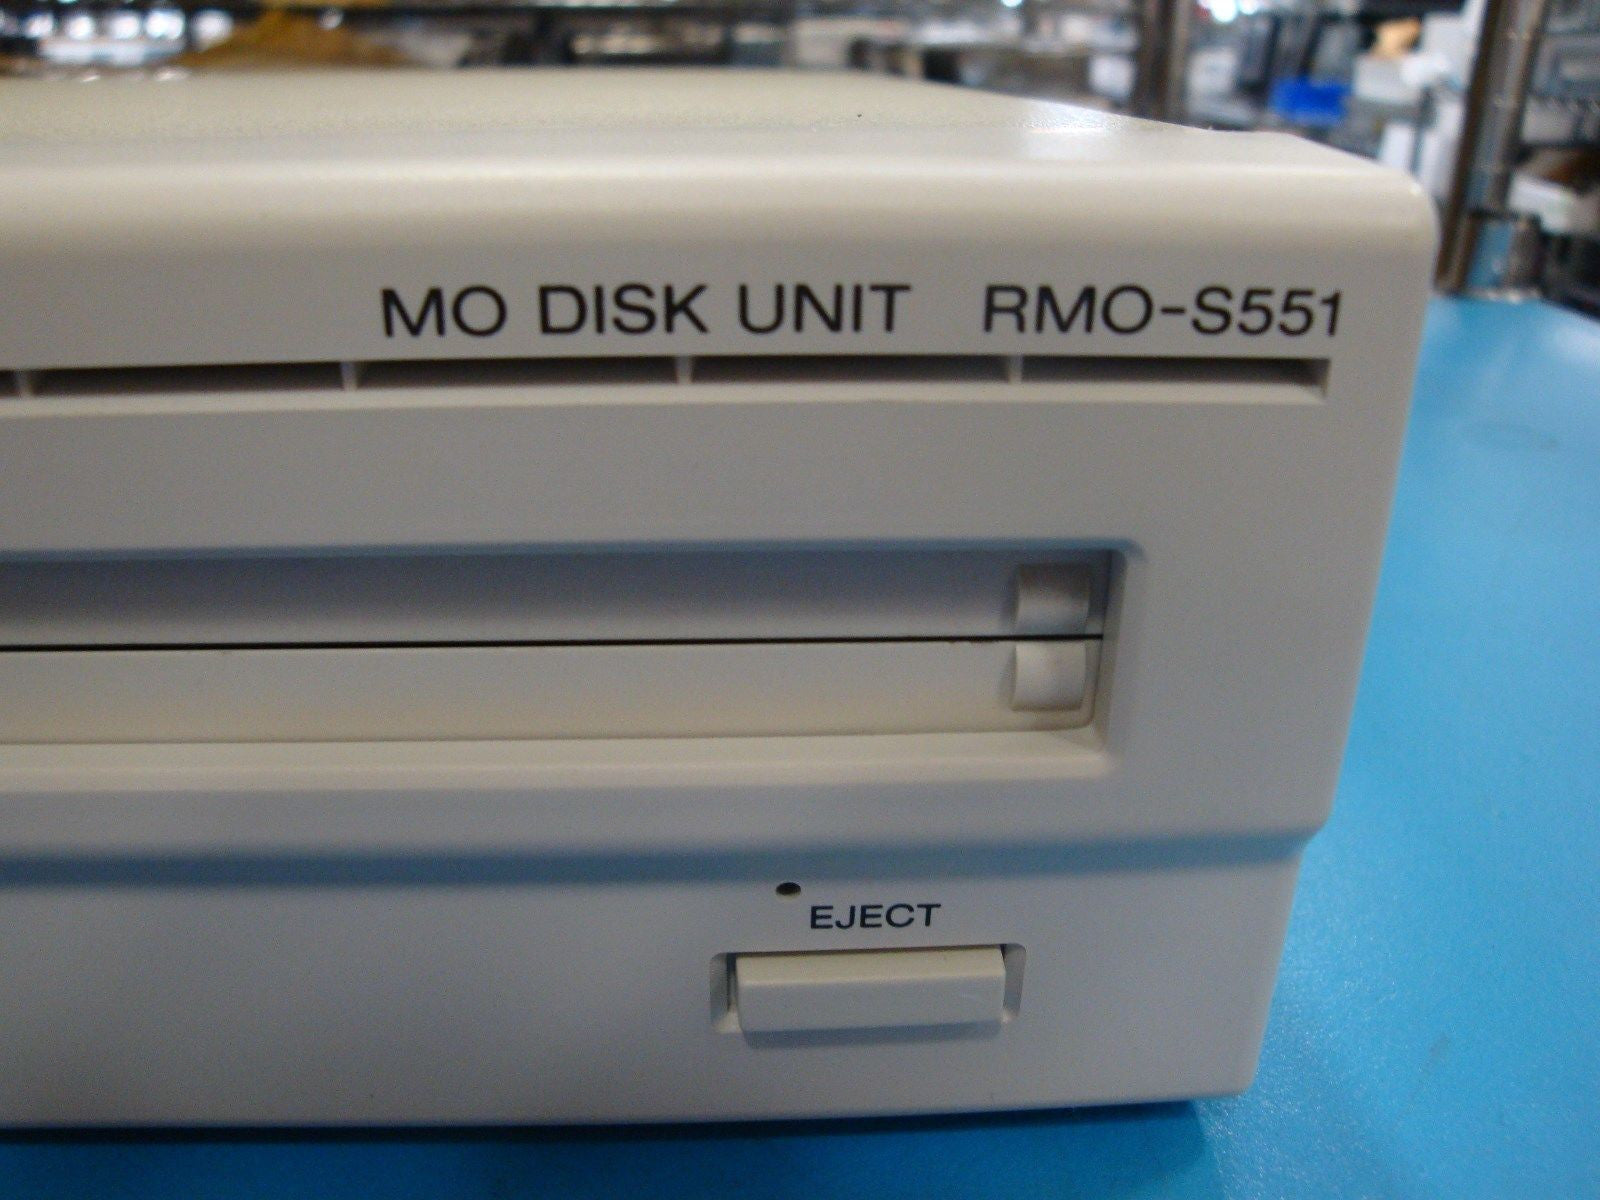 MO DISK UNIT RMO-S551
EJECT